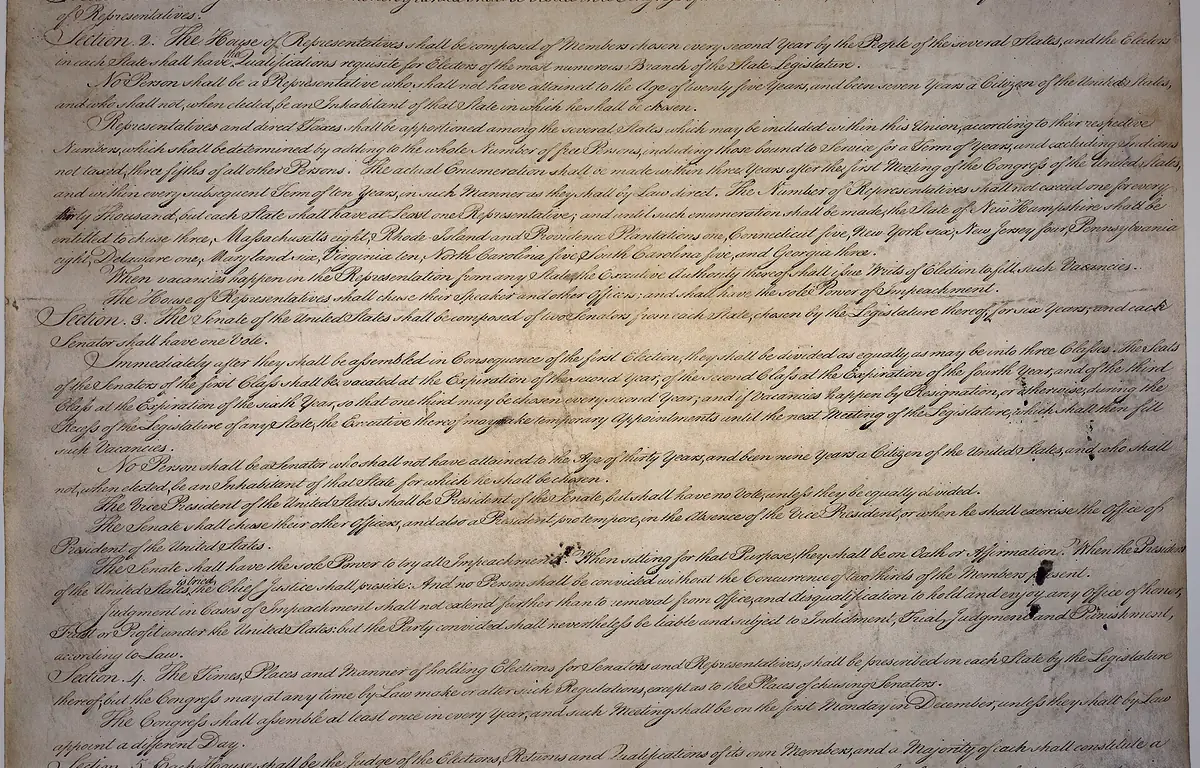 of Representatives.
Section. 2. The House of Representatives shall be composed of Members chosen every second Year by the People of the several States, and the Electors
in each State shall have the Qualifications requisite for Electors of the most numerous Branch of the State Legislature.
No Person shall be a Representative who shall not have attained to the Age of twenty five Years, and been seven Years a Citizen of the United States,
and who shall not, when elected, be an Inhabitant of that State in which he shall be chosen.
Representatives and direct Taxes shall be apportioned among the several States which may be included within this Union, according to their respective
Numbers, which shall be determined by adding to the whole Number of free Persons, including those bound to Service for a Term of Years, and excluding Indians
not taxed, three fifths of all other Persons. The actual Enumeration shall be made within three Years after the first Meeting of the Congress of the United States,
and within every subsequent Term of ten Years, in such Manner as they shall by Law direct. The Number of Representatives shall not exceed one for every
thirty Thousand, but each State shall have at Least one Representative; and until such enumeration shall be made, the State of New Hampshire shall be
entitled to chuse three, Massachusetts eight, Rhode Island and Providence Plantations one, Connecticut five, New York six, New Jersey four, Pennsylvania
eight, Delaware one, Maryland six, Virginia ten, North Carolina five, South Carolina five, and Georgia three.
When vacancies happen in the Representation from any State, the Executive Authority thereof shall issue Writs of Election to fill such Vacancies.
The House of Representatives shall chuse their Speaker and other Officers; and shall have the sole Power of Impeachment.
Section. 3. The Senate of the United States shall be composed of two Senators from each State, chosen by the Legislature thereof, for six Years; and each
Senator shall have one Vote.
Immediately after they shall be assembled in Consequence of the first Election, they shall be divided as equally as may be into three Classes. The Seats
of the Senators of the first Class shall be vacated at the Expiration of the second Year, of the second Class at the Expiration of the fourth Year, and of the third
Class at the Expiration of the sixth Year, so that one third may be chosen every second Year; and if Vacancies happen by Resignation, or otherwise, during the
Recess of the Legislature of any State, the Executive thereof may make temporary Appointments until the next Meeting of the Legislature, which shall then fill
such Vacancies.
No Person shall be a Senator who shall not have attained to the Age of thirty Years, and been nine Years a Citizen of the United States, and who shall
not, when elected, be an Inhabitant of that State for which he shall be chosen.
The Vice President of the United States shall be President of the Senate, but shall have no Vote, unless they be equally divided.
The Senate shall chuse their other Officers, and also a President pro tempore, in the Absence of the Vice President, or when he shall exercise the Office of
President of the United States.
The Senate shall have the sole Power to try all Impeachments. When sitting for that Purpose, they shall be on Oath or Affirmation. When the President
of the United States is tried, the Chief Justice shall preside: And no Person shall be convicted without the Concurrence of two thirds of the Members present.
Judgment in Cases of Impeachment shall not extend further than to removal from Office, and disqualification to hold and enjoy any Office of honor,
Trust or Profit under the United States: but the Party convicted shall nevertheless be liable and subject to Indictment, Trial, Judgment and Punishment,
according to Law.
Section. 4. The Times, Places and Manner of holding Elections for Senators and Representatives, shall be prescribed in each State by the Legislature
thereof; but the Congress may at any time by Law make or alter such Regulations, except as to the Places of chusing Senators.
The Congress shall assemble at least once in every Year, and such Meeting shall be on the first Monday in December, unless they shall by Law
appoint a different Day.
Section. 5. Each House shall be the Judge of the Elections, Returns and Qualifications of its own Members, and a Majority of each shall constitute a